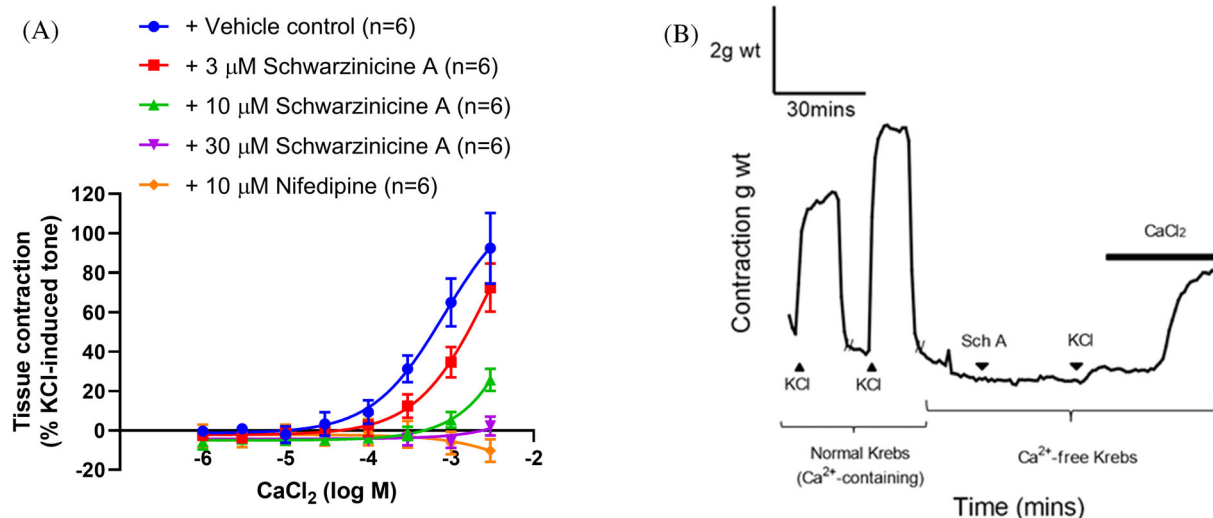 (A)
+ Vehicle control (n=6)
+ 3 μM Schwarzinicine A (n=6)
+ 10 μM Schwarzinicine A (n=6)
+ 30 μM Schwarzinicine A (n=6)
+ 10 μM Nifedipine (n=6)
Tissue contraction
(% KCl-induced tone)
120
100
80
60
40
20
0
-20
-6
-5
-4
-3
-2
CaCl₂ (log M)
(B)
2g wt
30mins
Contraction g wt
CaCl₂
Sch A
KCl
KCl
KCl
Normal Krebs
(Ca²⁺-containing)
Ca²⁺-free Krebs
Time (mins)